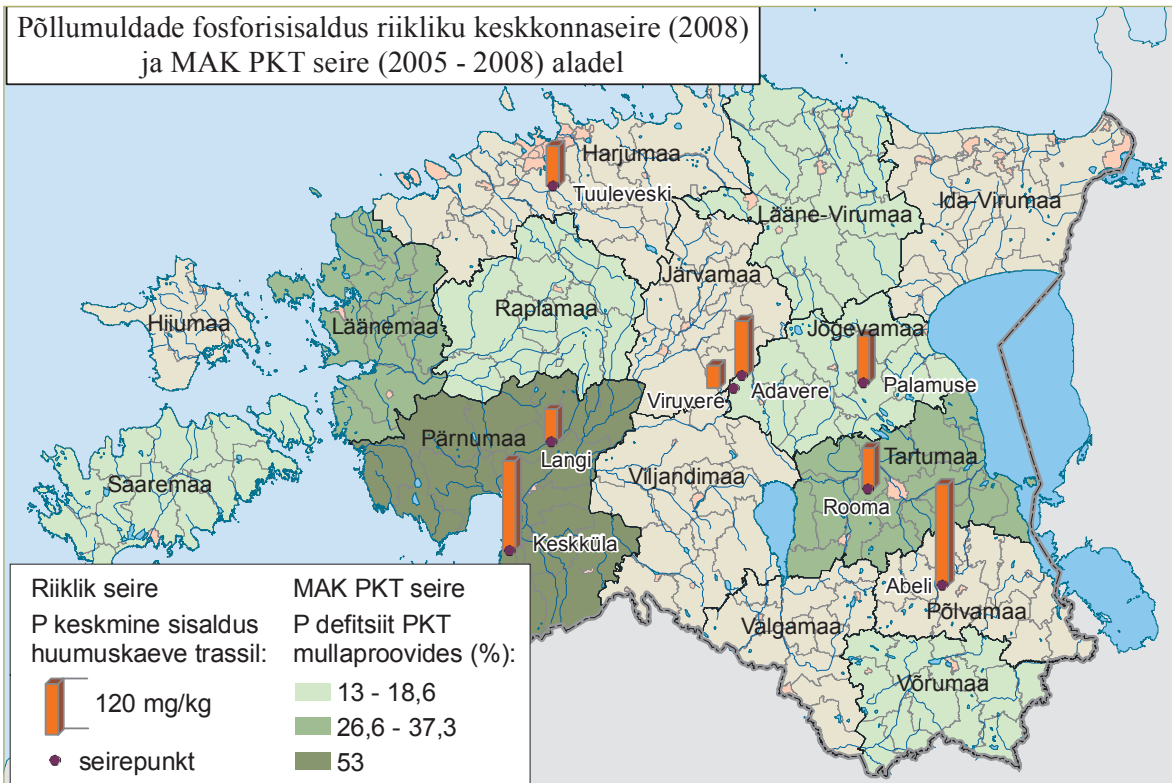 Põllumuldade fosforisisaldus riikliku keskkonnaseire (2008)
ja MAK PKT seire (2005 - 2008) aladel
Harjumaa
Tuuleveski
Lääne-Virumaa
Ida-Virumaa
Järvamaa
Raplamaa
Hiiumaa
Läänemaa
Jõgevamaa
Viruvere
Adavere
Palamuse
Pärnumaa
Langi
Tartumaa
Viljandimaa
Saaremaa
Rooma
Keskküla
Abeli
Põlvamaa
Valgamaa
Võrumaa
Riiklik seire
P keskmine sisaldus
huumuskaeve trassil:
120 mg/kg
seirepunkt
MAK PKT seire
P defitsiit PKT
mullaproovides (%):
13 - 18,6
26,6 - 37,3
53